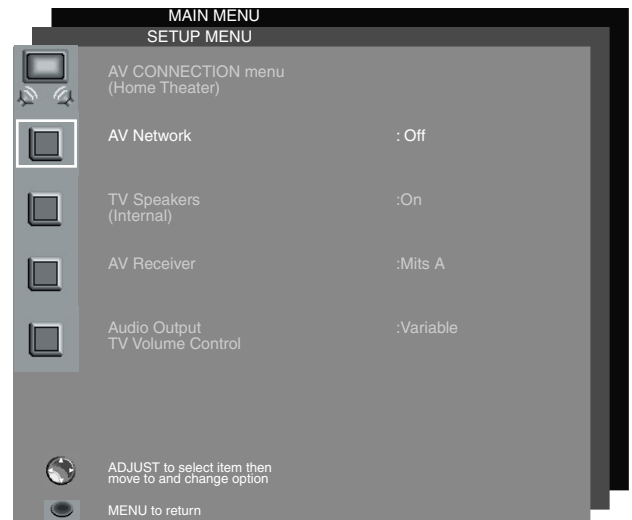 MAIN MENU
SETUP MENU
AV CONNECTION menu
(Home Theater)
AV Network : Off
TV Speakers :On
(Internal)
AV Receiver :Mits A
Audio Output :Variable
TV Volume Control
ADJUST to select item then
move to and change option
MENU to return